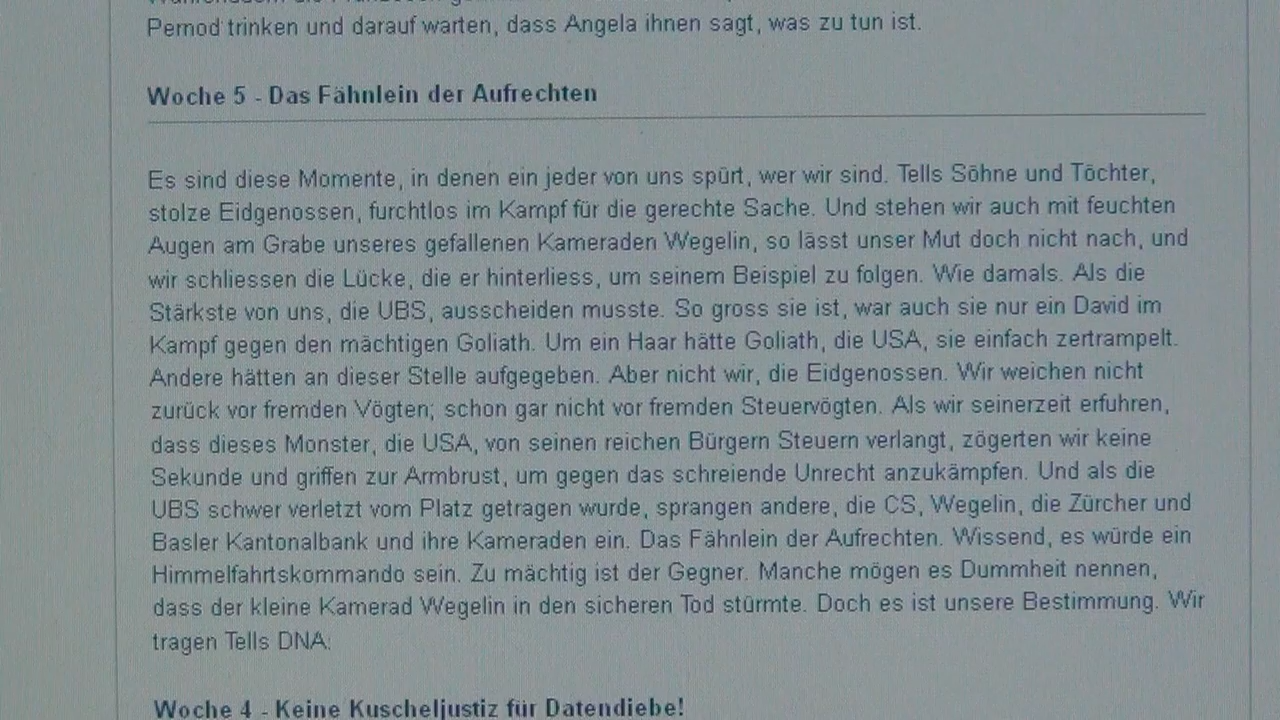 Pernod trinken und darauf warten, dass Angela ihnen sagt, was zu tun ist.
Woche 5 - Das Fähnlein der Aufrechten
Es sind diese Momente, in denen ein jeder von uns spürt, wer wir sind. Tells Söhne und Töchter,
stolze Eidgenossen, furchtlos im Kampf für die gerechte Sache. Und stehen wir auch mit feuchten
Augen am Grabe unseres gefallenen Kameraden Wegelin, so lässt unser Mut doch nicht nach, und
wir schliessen die Lücke, die er hinterliess, um seinem Beispiel zu folgen. Wie damals. Als die
Stärkste von uns, die UBS, ausscheiden musste. So gross sie ist, war auch sie nur ein David im
Kampf gegen den mächtigen Goliath. Um ein Haar hätte Goliath, die USA, sie einfach zertrampelt.
Andere hätten an dieser Stelle aufgegeben. Aber nicht wir, die Eidgenossen. Wir weichen nicht
zurück vor fremden Vögten; schon gar nicht vor fremden Steuervögten. Als wir seinerzeit erfuhren,
dass dieses Monster, die USA, von seinen reichen Bürgern Steuern verlangt, zögerten wir keine
Sekunde und griffen zur Armbrust, um gegen das schreiende Unrecht anzukämpfen. Und als die
UBS schwer verletzt vom Platz getragen wurde, sprangen andere, die CS, Wegelin, die Zürcher und
Basler Kantonalbank und ihre Kameraden ein. Das Fähnlein der Aufrechten. Wissend, es würde ein
Himmelfahrtskommando sein. Zu mächtig ist der Gegner. Manche mögen es Dummheit nennen,
dass der kleine Kamerad Wegelin in den sicheren Tod stürmte. Doch es ist unsere Bestimmung. Wir
tragen Tells DNA.
Woche 4 - Keine Kuscheljustiz für Datendiebe!